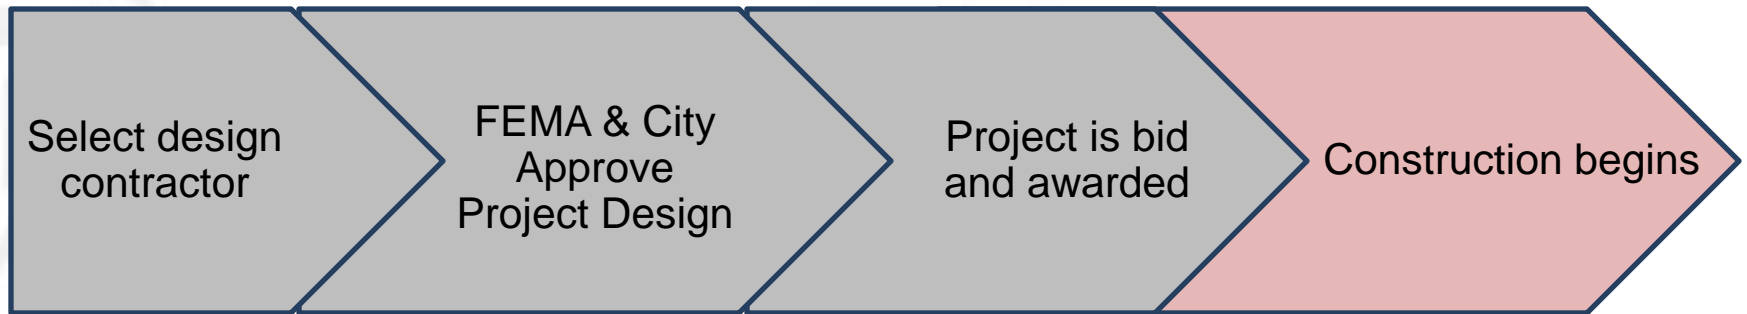 Select design
contractor
FEMA & City
Approve
Project Design
Project is bid
and awarded
Construction begins